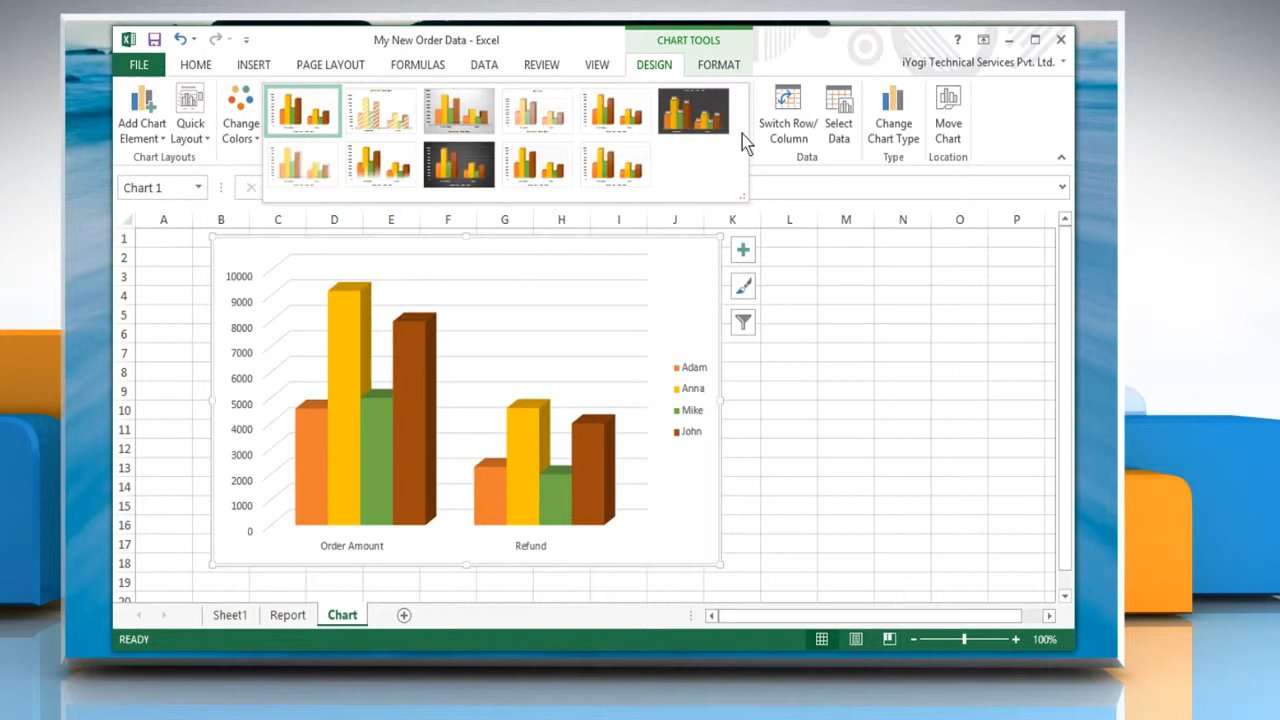 My New Order Data - Excel
CHART TOOLS
?
FILE HOME INSERT PAGE LAYOUT FORMULAS DATA REVIEW VIEW DESIGN FORMAT
iYogi Technical Services Pvt. Ltd.
Add Chart Element
Quick Layout
Change Colors
Switch Row/ Column
Select Data
Change Chart Type
Move Chart
Chart Layouts
Data
Type
Location
Chart 1
A B C D E F G H I J K L M N O P
1
2
3
4
5
6
7
8
9
10
11
12
13
14
15
16
17
18
19
20
10000
9000
8000
7000
6000
5000
4000
3000
2000
1000
0
Order Amount
Refund
Adam
Anna
Mike
John
Sheet1 Report Chart
READY
100%